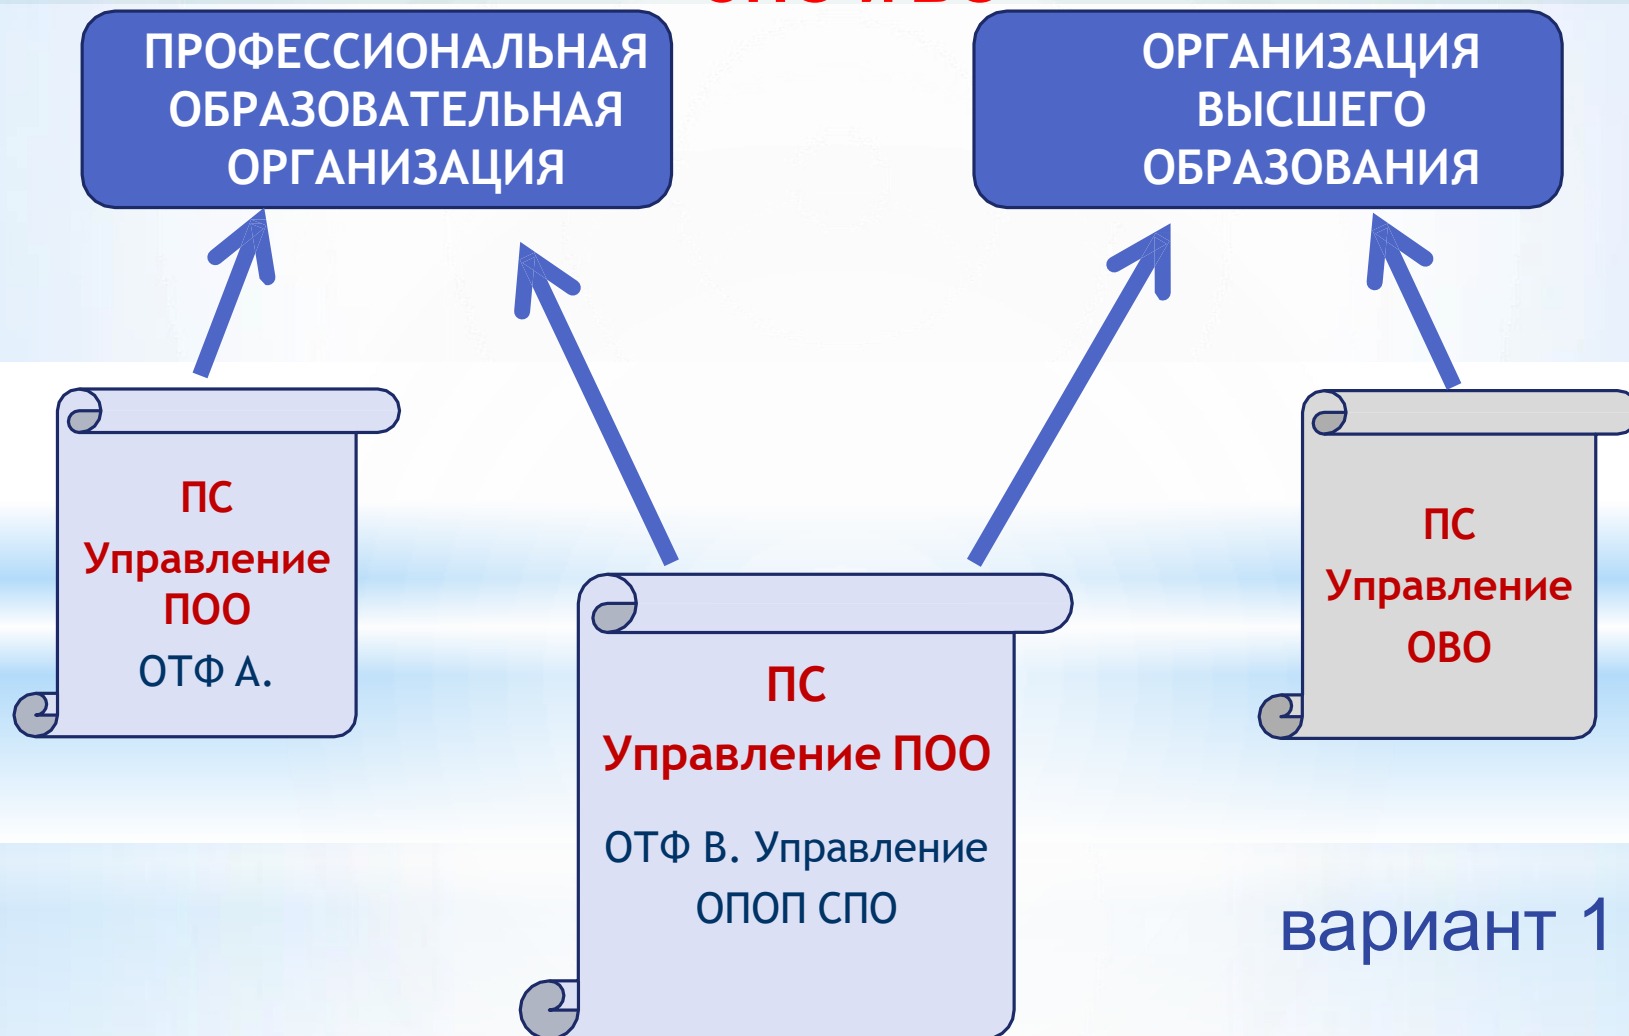 ПРОФЕССИОНАЛЬНАЯ
ОБРАЗОВАТЕЛЬНАЯ
ОРГАНИЗАЦИЯ
ОРГАНИЗАЦИЯ
ВЫСШЕГО
ОБРАЗОВАНИЯ
ПС
Управление
ПОО
ОТФ А.
ПС
Управление ПОО
ОТФ В. Управление
ОПОП СПО
ПС
Управление
ОВО
вариант 1